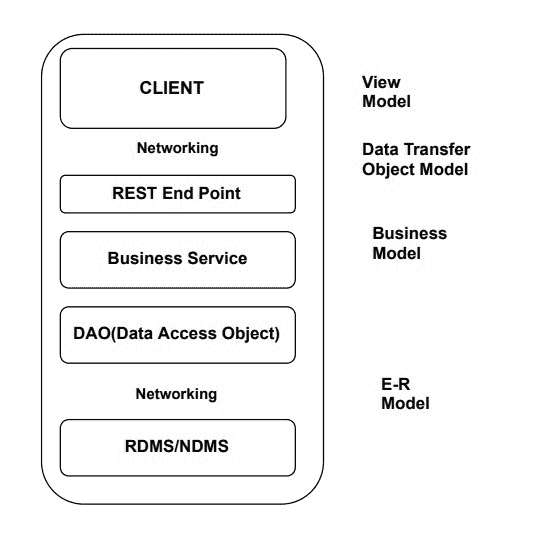 CLIENT
View
Model
Networking
Data Transfer
Object Model
REST End Point
Business
Model
Business Service
DAO(Data Access Object)
Networking
E-R
Model
RDMS/NDMS